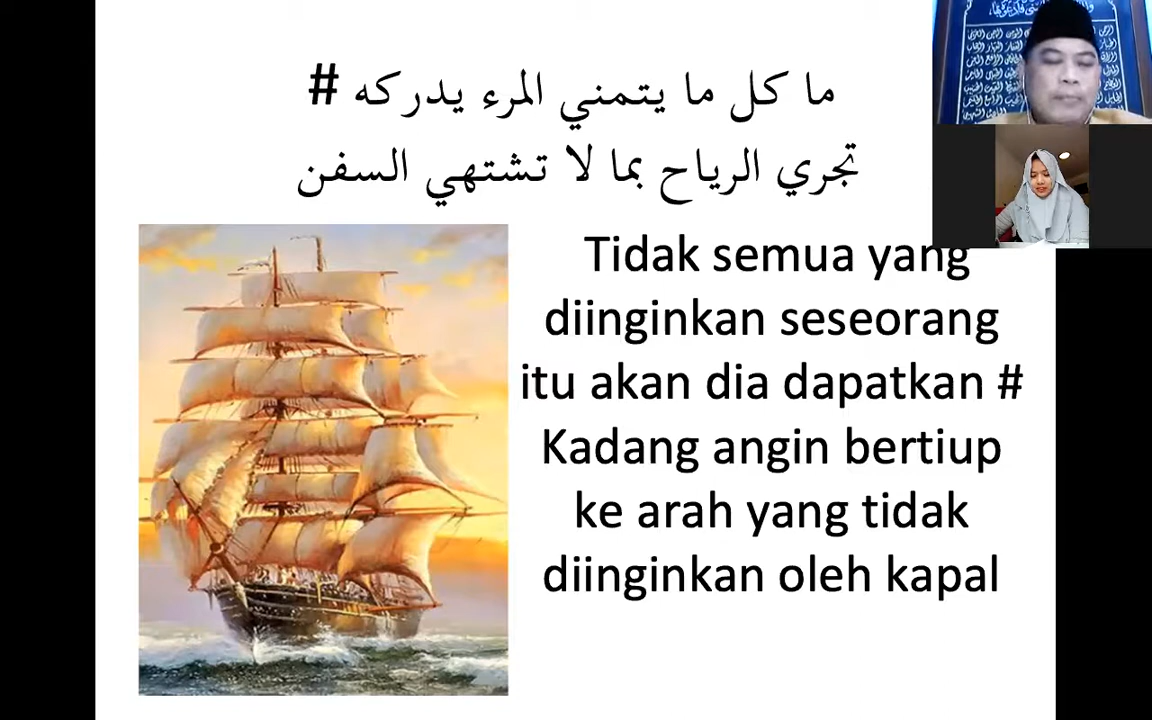 ما كل ما يتمني المرء يدركه #
تجري الرياح بما لا تشتهي السفن
Tidak semua yang
diinginkan seseorang
itu akan dia dapatkan #
Kadang angin bertiup
ke arah yang tidak
diinginkan oleh kapal